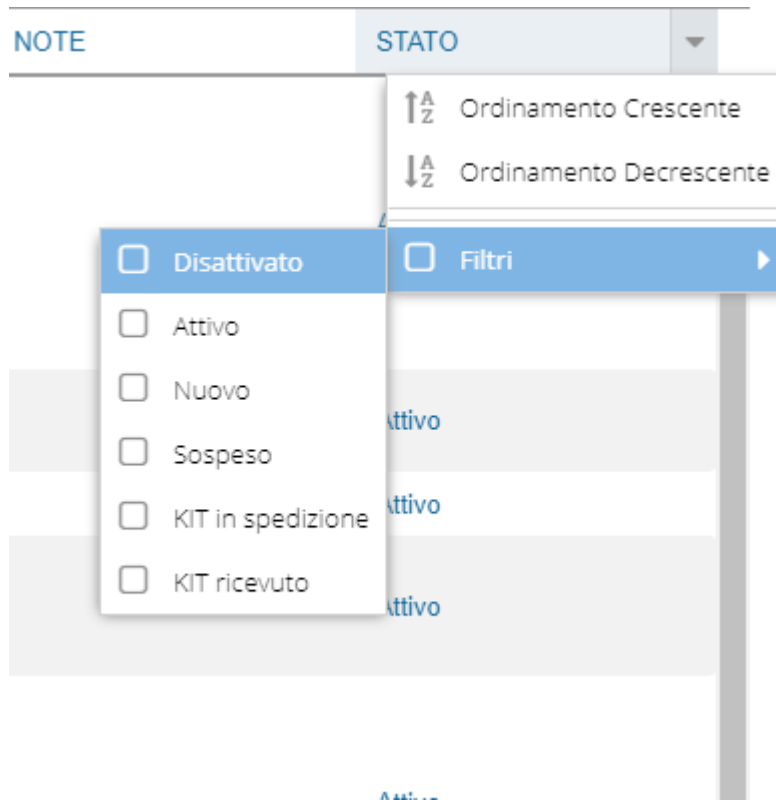 NOTE STATO
Ordinamento Crescente
Ordinamento Decrescente
Filtri
Disattivato
Attivo
Nuovo
Sospeso
KIT in spedizione
KIT ricevuto
Attivo
Attivo
Attivo